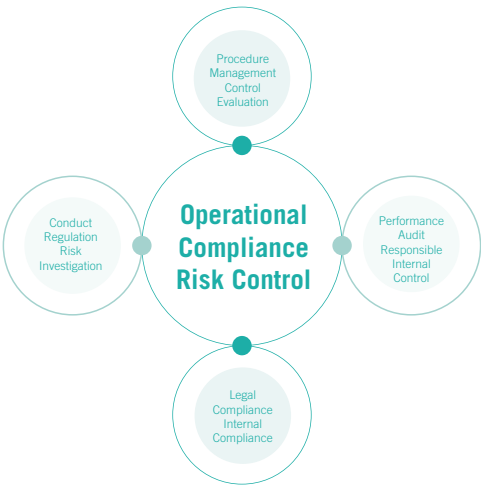 Procedure
Management
Control
Evaluation
Conduct
Regulation
Risk
Investigation
Operational
Compliance
Risk Control
Performance
Audit
Responsible
Internal
Control
Legal
Compliance
Internal
Compliance